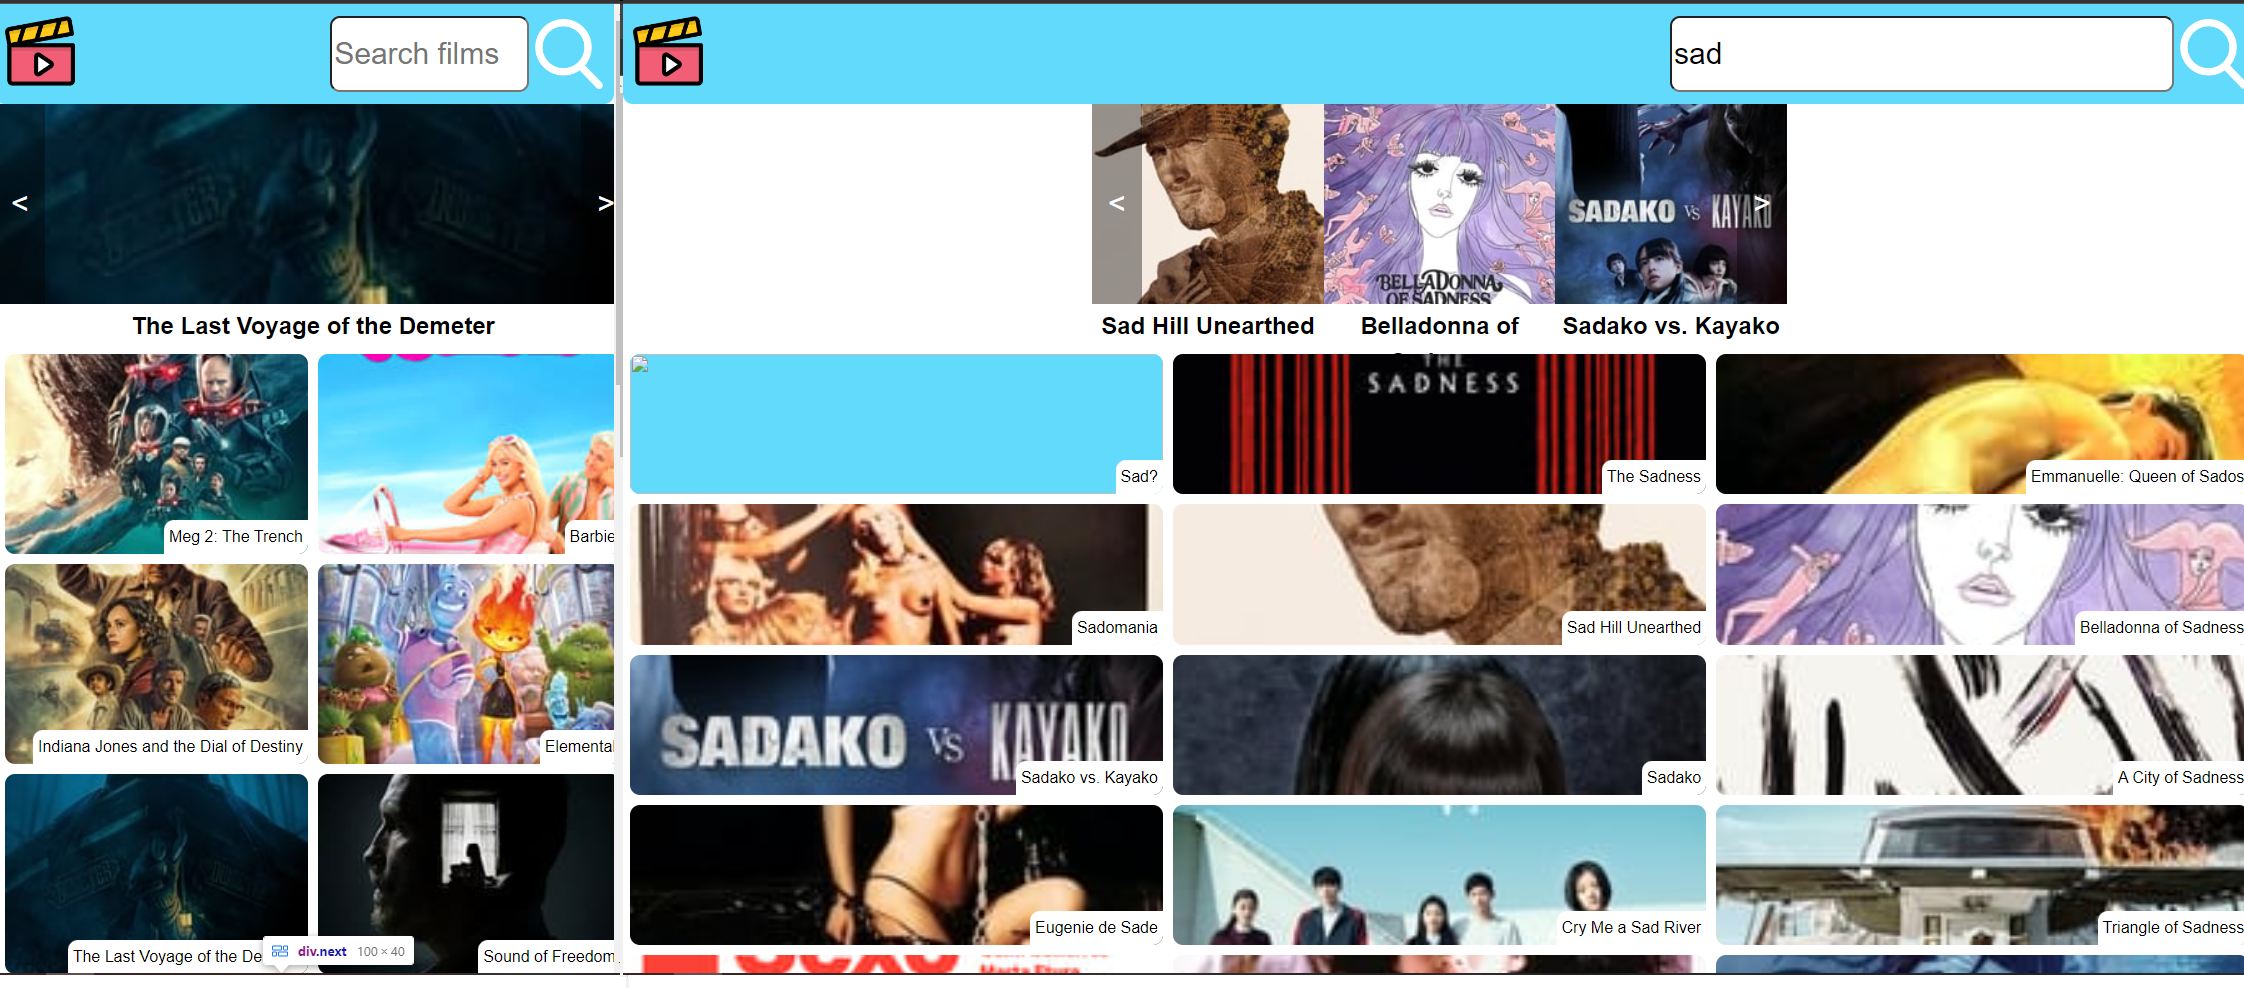 Search films
<
>
The Last Voyage of the Demeter
Meg 2: The Trench
Barbie
Indiana Jones and the Dial of Destiny
Elemental
The Last Voyage of the De
div.next 100 × 40
Sound of Freedom
sad
<
BELLADONNA
OF SADNESS
SADAKO VS KAYAKO
>
Sad Hill Unearthed
Belladonna of
Sadako vs. Kayako
Sad?
THE
SADNESS
The Sadness
Emmanuelle: Queen of Sados
Sadomania
Sad Hill Unearthed
Belladonna of Sadness
SADAKO VS KAYAKO
Sadako vs. Kayako
Sadako
A City of Sadness
Eugenie de Sade
Cry Me a Sad River
Triangle of Sadness